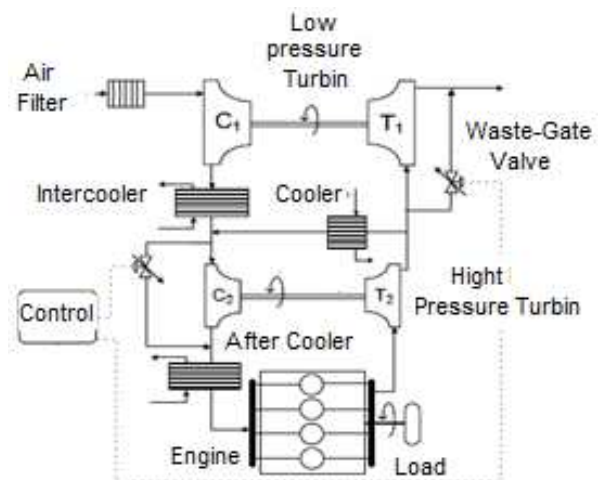 Low
pressure
Turbin
Air
Filter
C1
T1
Waste-Gate
Valve
Intercooler
Cooler
C2
T2
Hight
Pressure Turbin
Control
After Cooler
Engine
Load